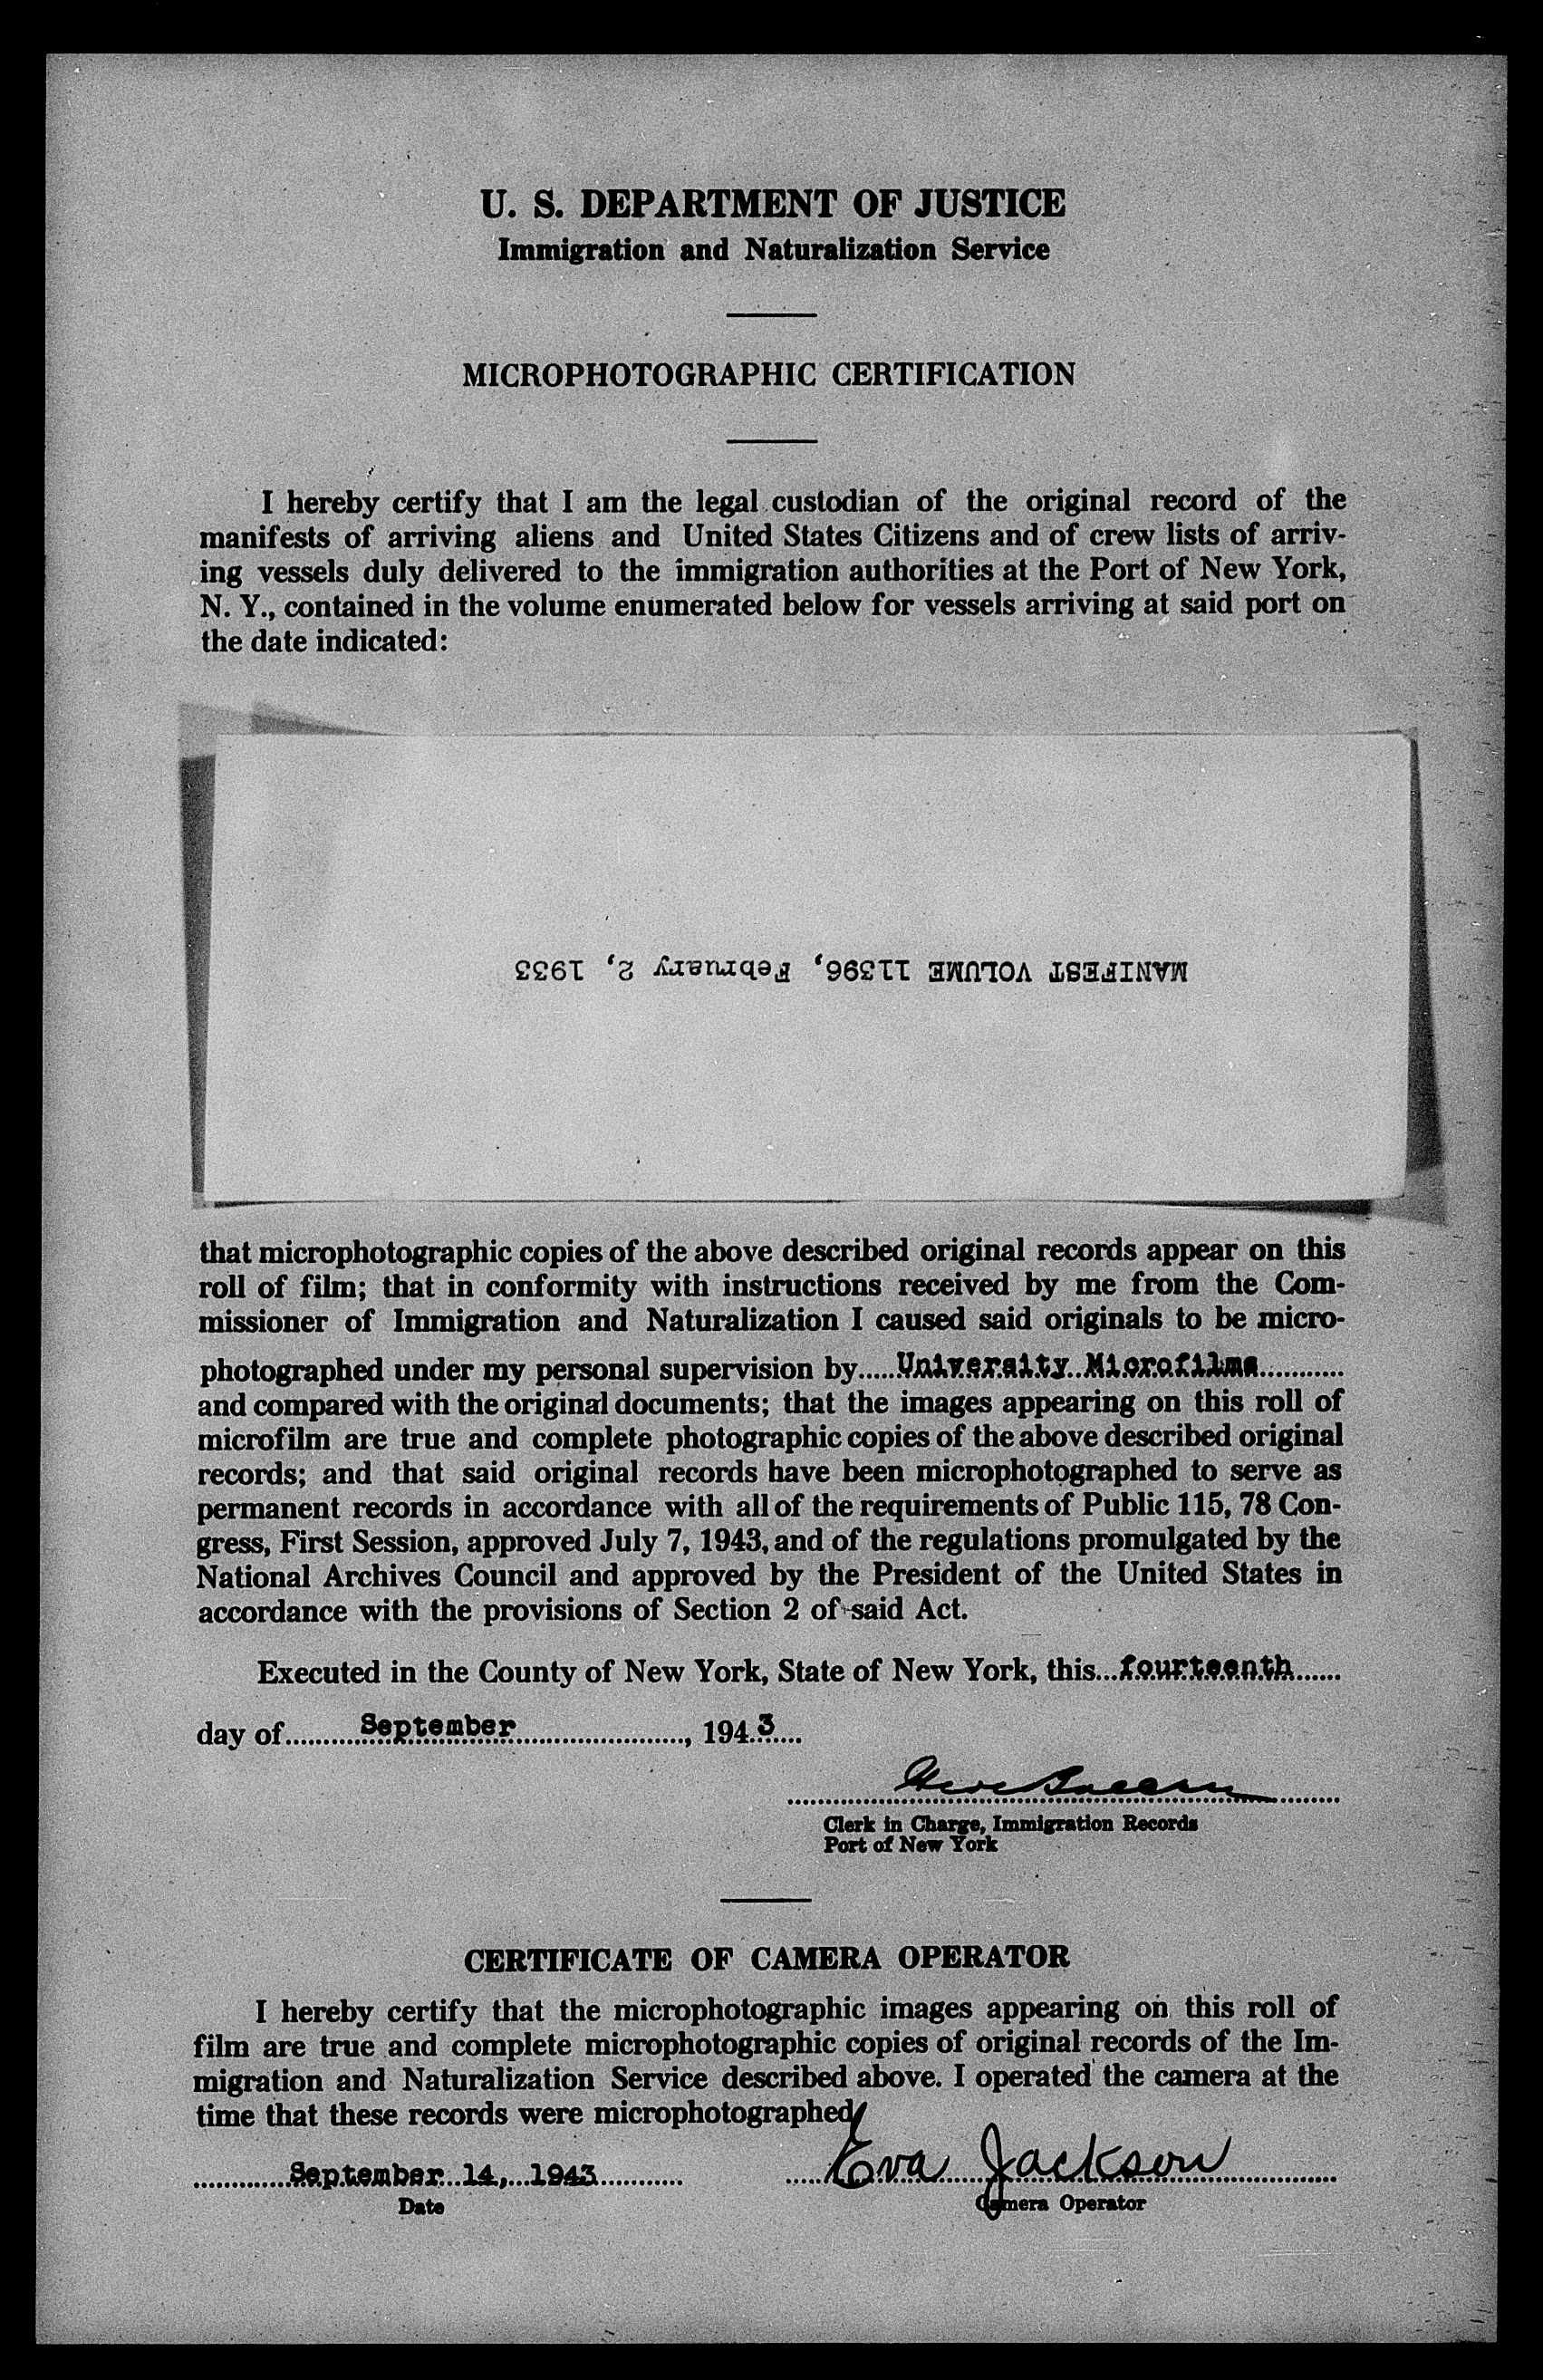 U. S. DEPARTMENT OF JUSTICE
Immigration and Naturalization Service
MICROPHOTOGRAPHIC CERTIFICATION
I hereby certify that I am the legal custodian of the original record of the
manifests of arriving aliens and United States Citizens and of crew lists of arriv-
ing vessels duly delivered to the immigration authorities at the Port of New York,
N. Y., contained in the volume enumerated below for vessels arriving at said port on
the date indicated:
MANIFEST VOLUME 11396, February 2, 1933
that microphotographic copies of the above described original records appear on this
roll of film; that in conformity with instructions received by me from the Com-
missioner of Immigration and Naturalization I caused said originals to be micro-
photographed under my personal supervision by.....University Microfilms...........
and compared with the original documents; that the images appearing on this roll of
microfilm are true and complete photographic copies of the above described original
records; and that said original records have been microphotographed to serve as
permanent records in accordance with all of the requirements of Public 115, 78 Con-
gress, First Session, approved July 7, 1943, and of the regulations promulgated by the
National Archives Council and approved by the President of the United States in
accordance with the provisions of Section 2 of said Act.
Executed in the County of New York, State of New York, this...fourteenth......
day of............September........................, 194.3....
Clerk in Charge, Immigration Records
Port of New York
CERTIFICATE OF CAMERA OPERATOR
I hereby certify that the microphotographic images appearing on this roll of
film are true and complete microphotographic copies of original records of the Im-
migration and Naturalization Service described above. I operated the camera at the
time that these records were microphotographed.
.............September 14, 1943........... Eva Jackson
Date Camera Operator